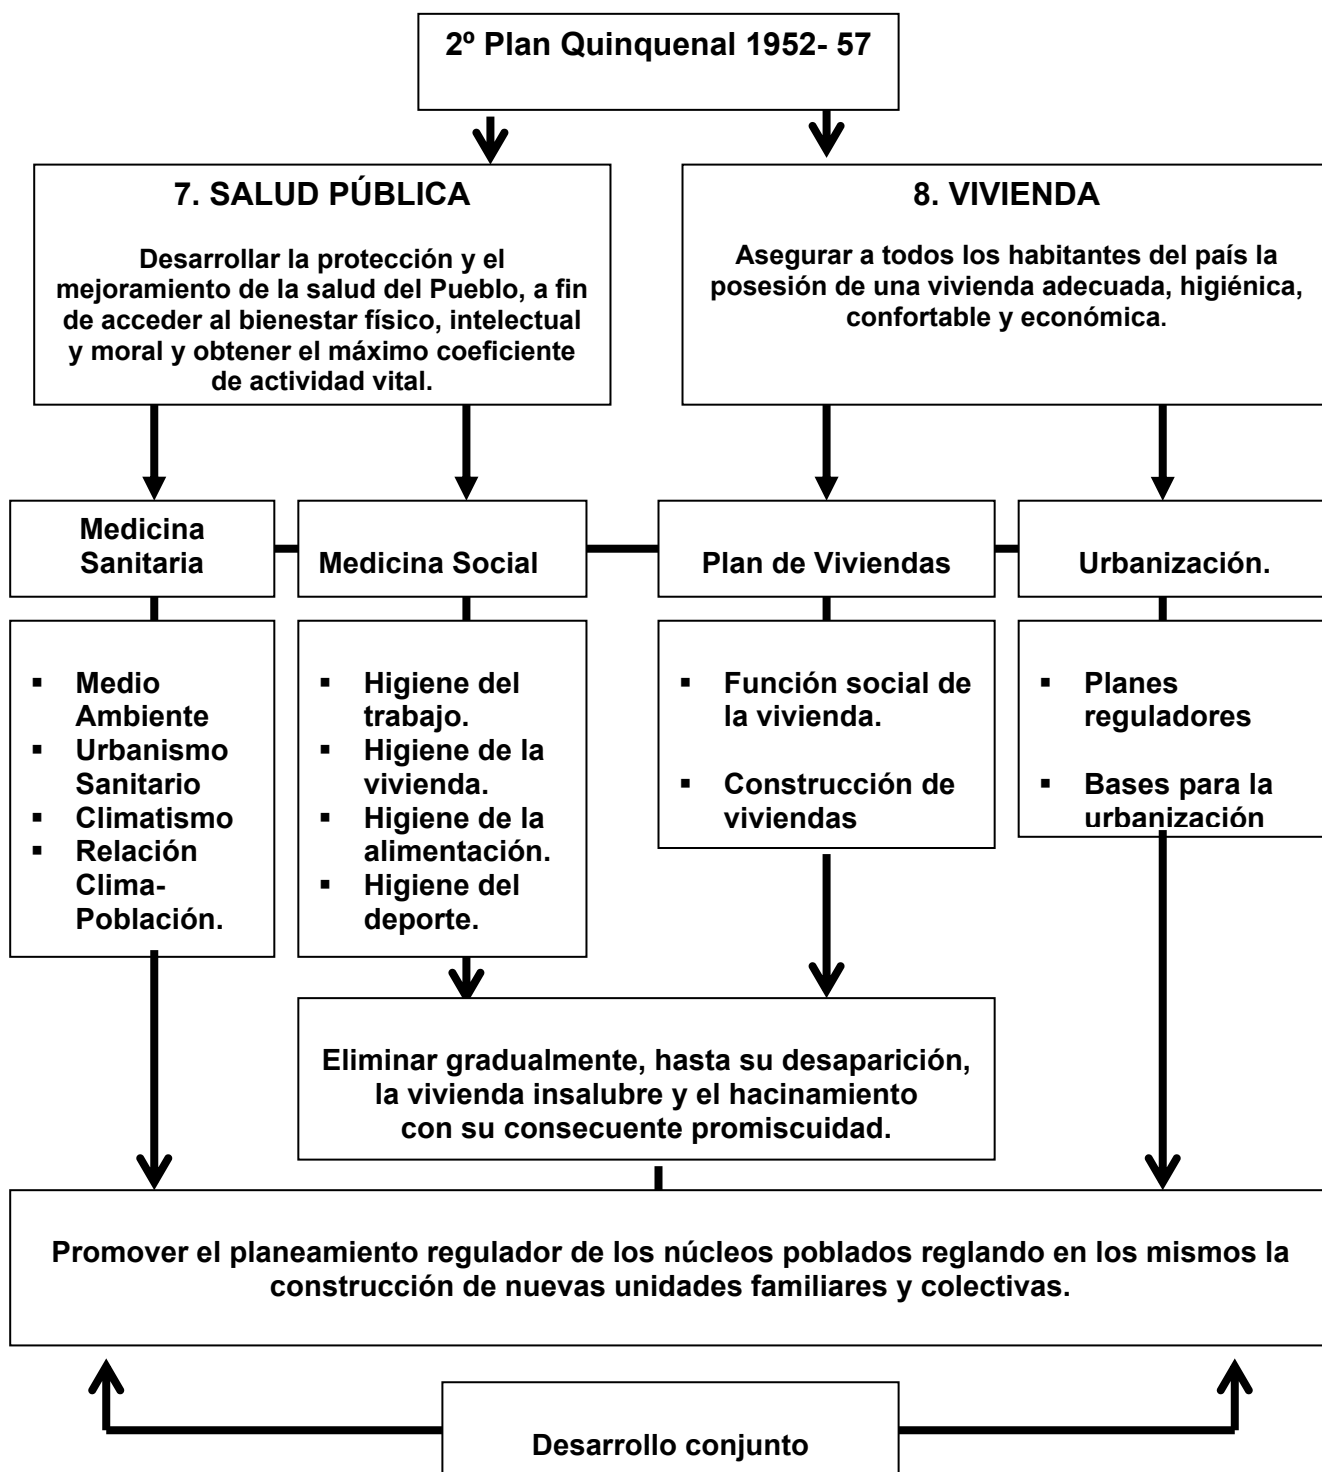 2º Plan Quinquenal 1952- 57
7. SALUD PÚBLICA
Desarrollar la protección y el
mejoramiento de la salud del Pueblo, a fin
de acceder al bienestar físico, intelectual
y moral y obtener el máximo coeficiente
de actividad vital.
8. VIVIENDA
Asegurar a todos los habitantes del país la
posesión de una vivienda adecuada, higiénica,
confortable y económica.
Medicina
Sanitaria
Medicina Social
Plan de Viviendas
Urbanización.
▪ Medio
Ambiente
▪ Urbanismo
Sanitario
▪ Climatismo
▪ Relación
Clima-
Población.
▪ Higiene del
trabajo.
▪ Higiene de la
vivienda.
▪ Higiene de la
alimentación.
▪ Higiene del
deporte.
▪ Función social de
la vivienda.
▪ Construcción de
viviendas
▪ Planes
reguladores
▪ Bases para la
urbanización
Eliminar gradualmente, hasta su desaparición,
la vivienda insalubre y el hacinamiento
con su consecuente promiscuidad.
Promover el planeamiento regulador de los núcleos poblados reglando en los mismos la
construcción de nuevas unidades familiares y colectivas.
Desarrollo conjunto